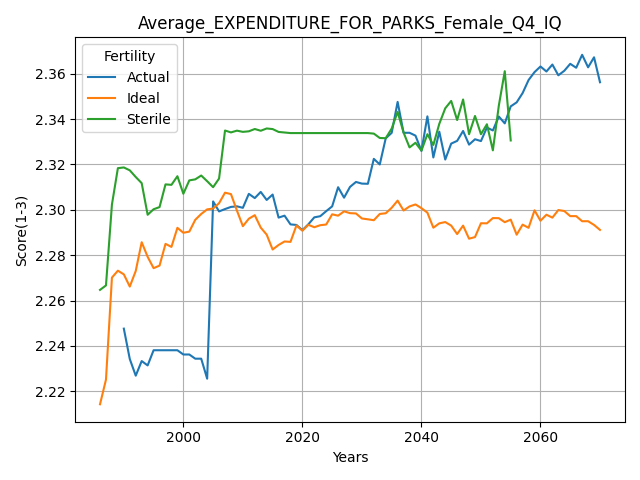 Average_EXPENDITURE_FOR_PARKS_Female_Q4_IQ
Fertility
Actual
Ideal
Sterile
Score(1-3)
2.36
2.34
2.32
2.30
2.28
2.26
2.24
2.22
2000
2020
2040
2060
Years